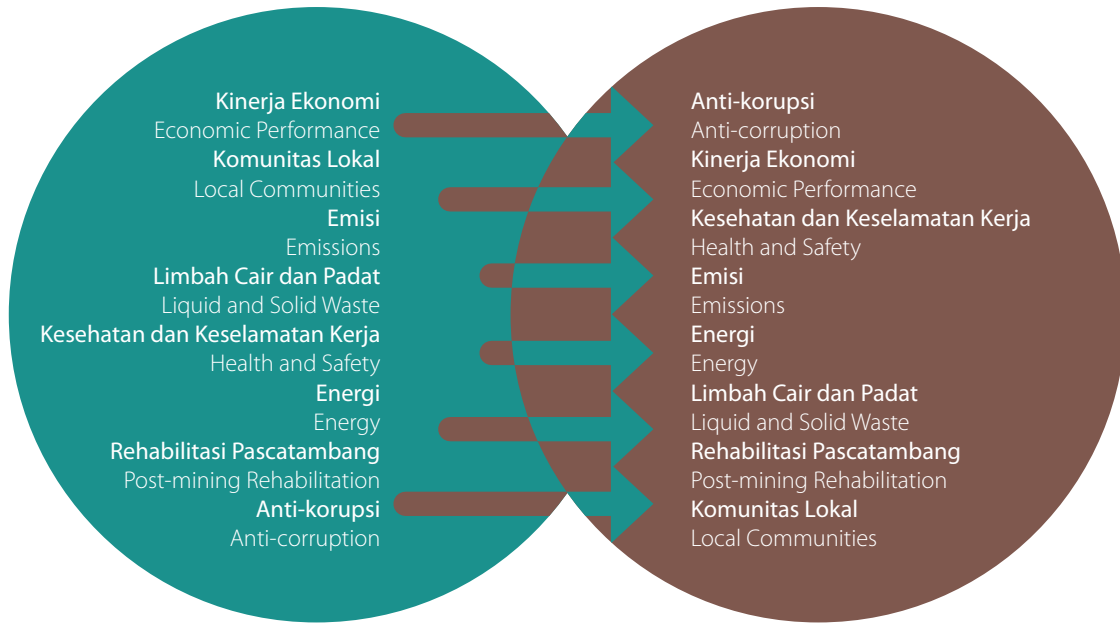 Kinerja Ekonomi
Economic Performance
Komunitas Lokal
Local Communities
Emisi
Emissions
Limbah Cair dan Padat
Liquid and Solid Waste
Kesehatan dan Keselamatan Kerja
Health and Safety
Energi
Energy
Rehabilitasi Pascatambang
Post-mining Rehabilitation
Anti-korupsi
Anti-corruption
Anti-korupsi
Anti-corruption
Kinerja Ekonomi
Economic Performance
Kesehatan dan Keselamatan Kerja
Health and Safety
Emisi
Emissions
Energi
Energy
Limbah Cair dan Padat
Liquid and Solid Waste
Rehabilitasi Pascatambang
Post-mining Rehabilitation
Komunitas Lokal
Local Communities